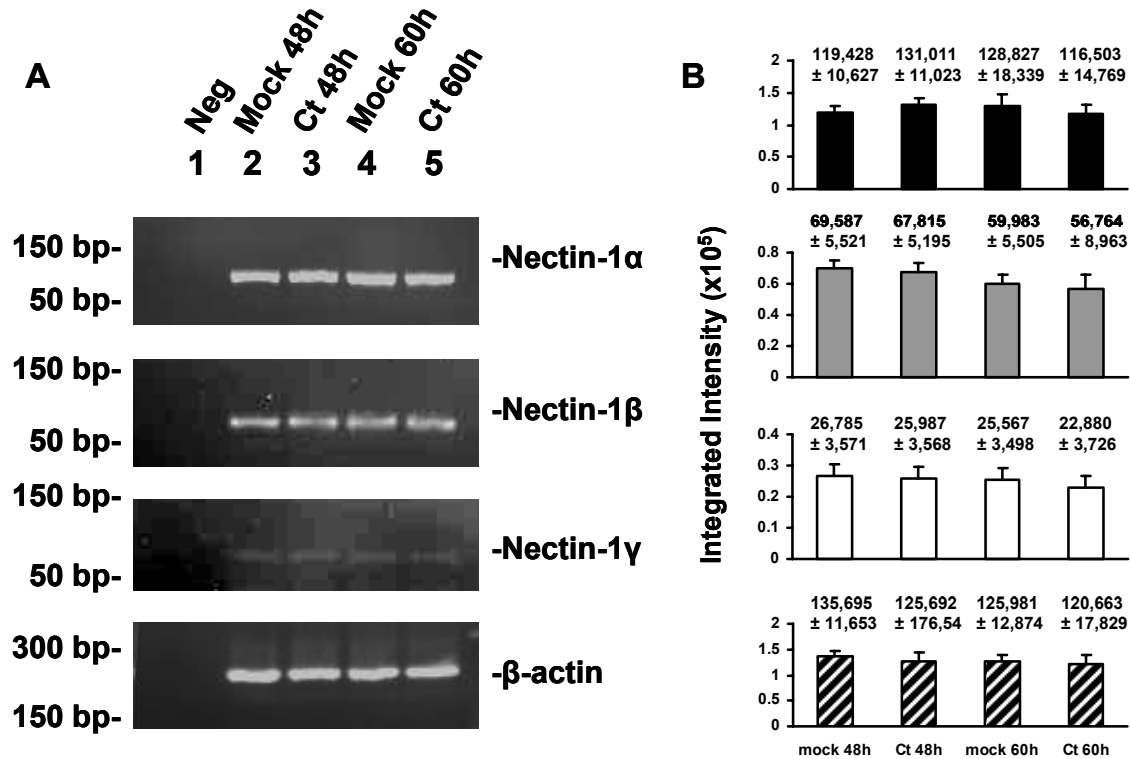 A
Neg
Mock 48h
Ct 48h
Mock 60h
Ct 60h
1 2 3 4 5
150 bp-
50 bp-
-Nectin-1α
150 bp-
50 bp-
-Nectin-1β
150 bp-
50 bp-
-Nectin-1γ
300 bp-
150 bp-
-β-actin
B
Integrated Intensity (x10⁵)
119,428 131,011 128,827 116,503
± 10,627 ± 11,023 ± 18,339 ± 14,769
2
1.5
1
0.5
0
69,587 67,815 59,983 56,764
± 5,521 ± 5,195 ± 5,505 ± 8,963
0.8
0.6
0.4
0.2
0
26,785 25,987 25,567 22,880
± 3,571 ± 3,568 ± 3,498 ± 3,726
0.4
0.3
0.2
0.1
0
135,695 125,692 125,981 120,663
± 11,653 ± 176,54 ± 12,874 ± 17,829
2
1.5
1
0.5
0
mock 48h Ct 48h mock 60h Ct 60h